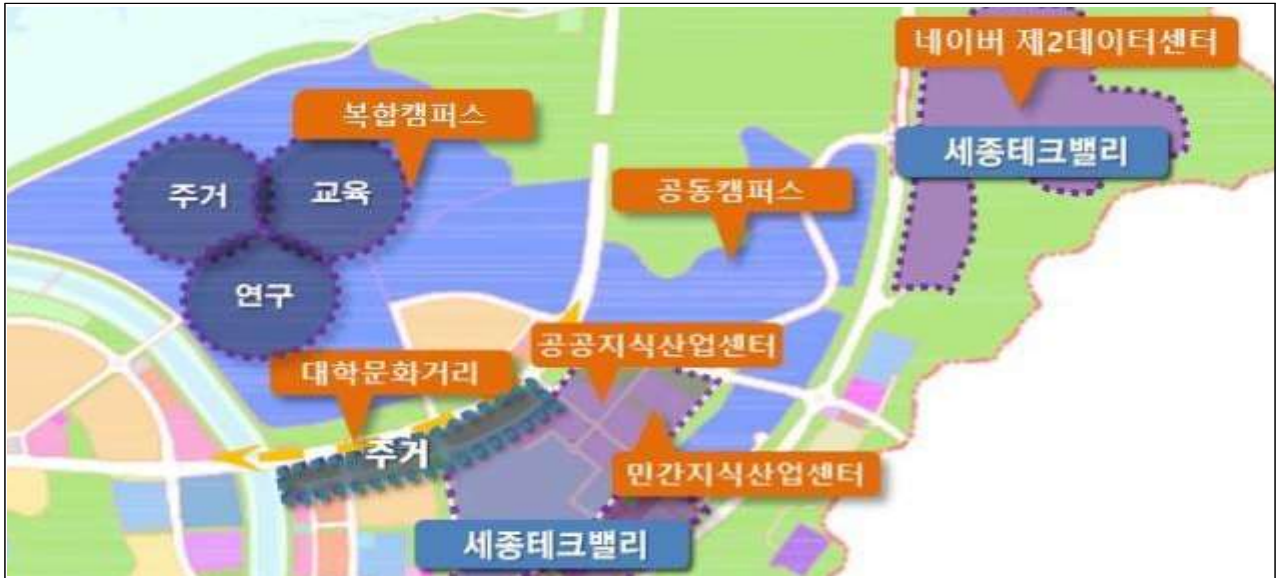 네이버 제2데이터센터
복합캠퍼스
세종테크밸리
주거
교육
공동캠퍼스
연구
공공지식산업센터
대학문화거리
주거
민간지식산업센터
세종테크밸리